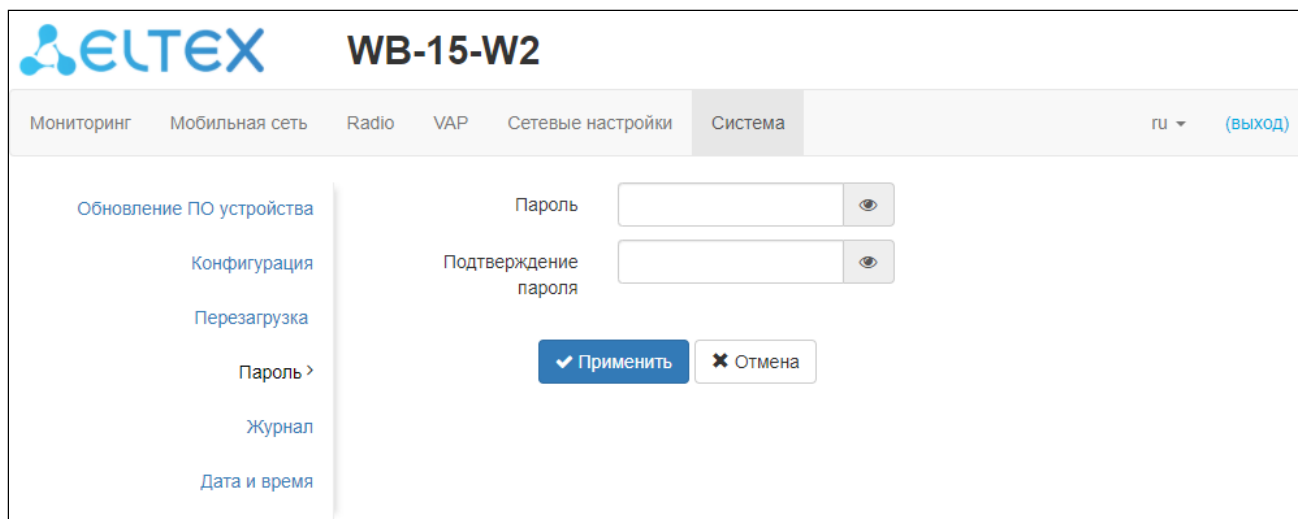 ELTEX WB-15-W2
Мониторинг Мобильная сеть Radio VAP Сетевые настройки Система ru (выход)
Обновление ПО устройства
Конфигурация
Перезагрузка
Пароль
Журнал
Дата и время
Пароль
Подтверждение
пароля
Применить Отмена